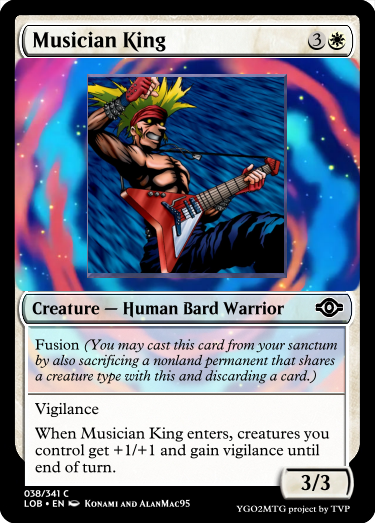 Musician King 3
Creature — Human Bard Warrior
Fusion (You may cast this card from your sanctum
by also sacrificing a nonland permanent that shares
a creature type with this and discarding a card.)
Vigilance
When Musician King enters, creatures you
control get +1/+1 and gain vigilance until
end of turn.
3/3
038/341 C
LOB • EN Konami and AlanMac95
YGO2MTG project by TVP